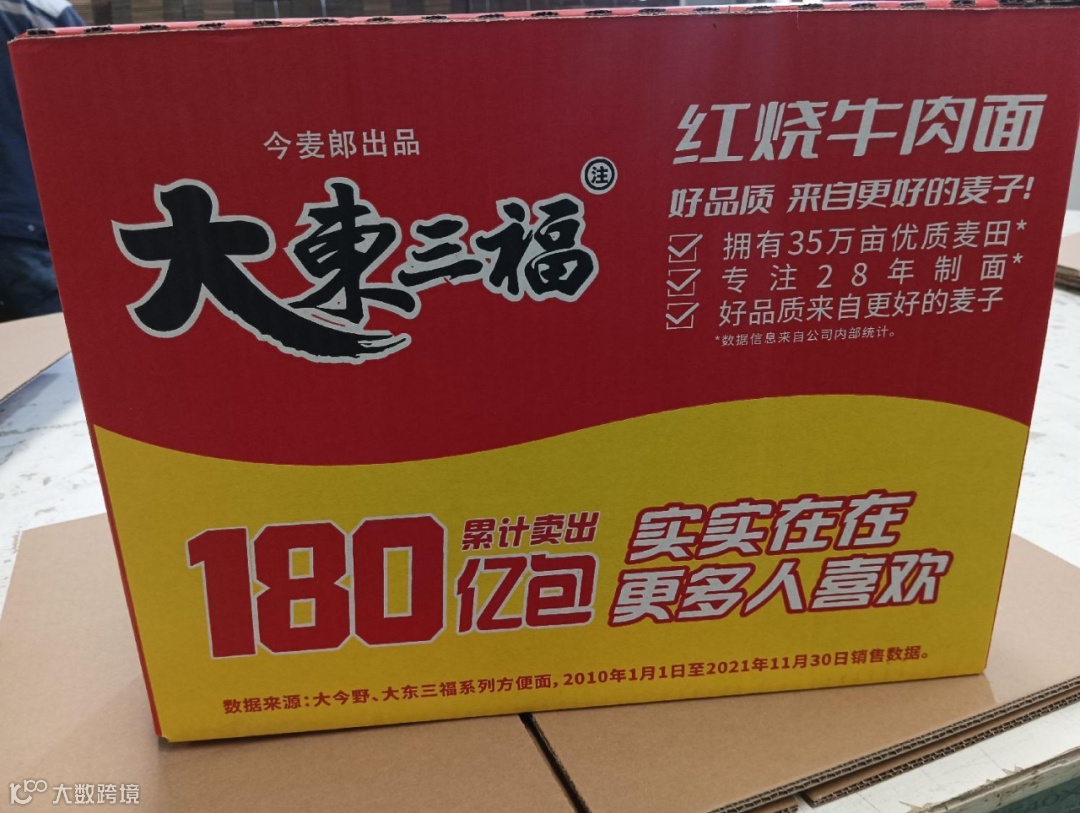 今麦郎出品
大東三福
注
红烧牛肉面
好品质 来自更好的麦子!
拥有35万亩优质麦田*
专注28年制面*
好品质来自更好的麦子
*数据信息来自公司内部统计。
180
累计卖出
亿包
实实在在
更多人喜欢
数据来源:大今野、大东三福系列方便面,2010年1月1日至2021年11月30日销售数据。
大数跨境